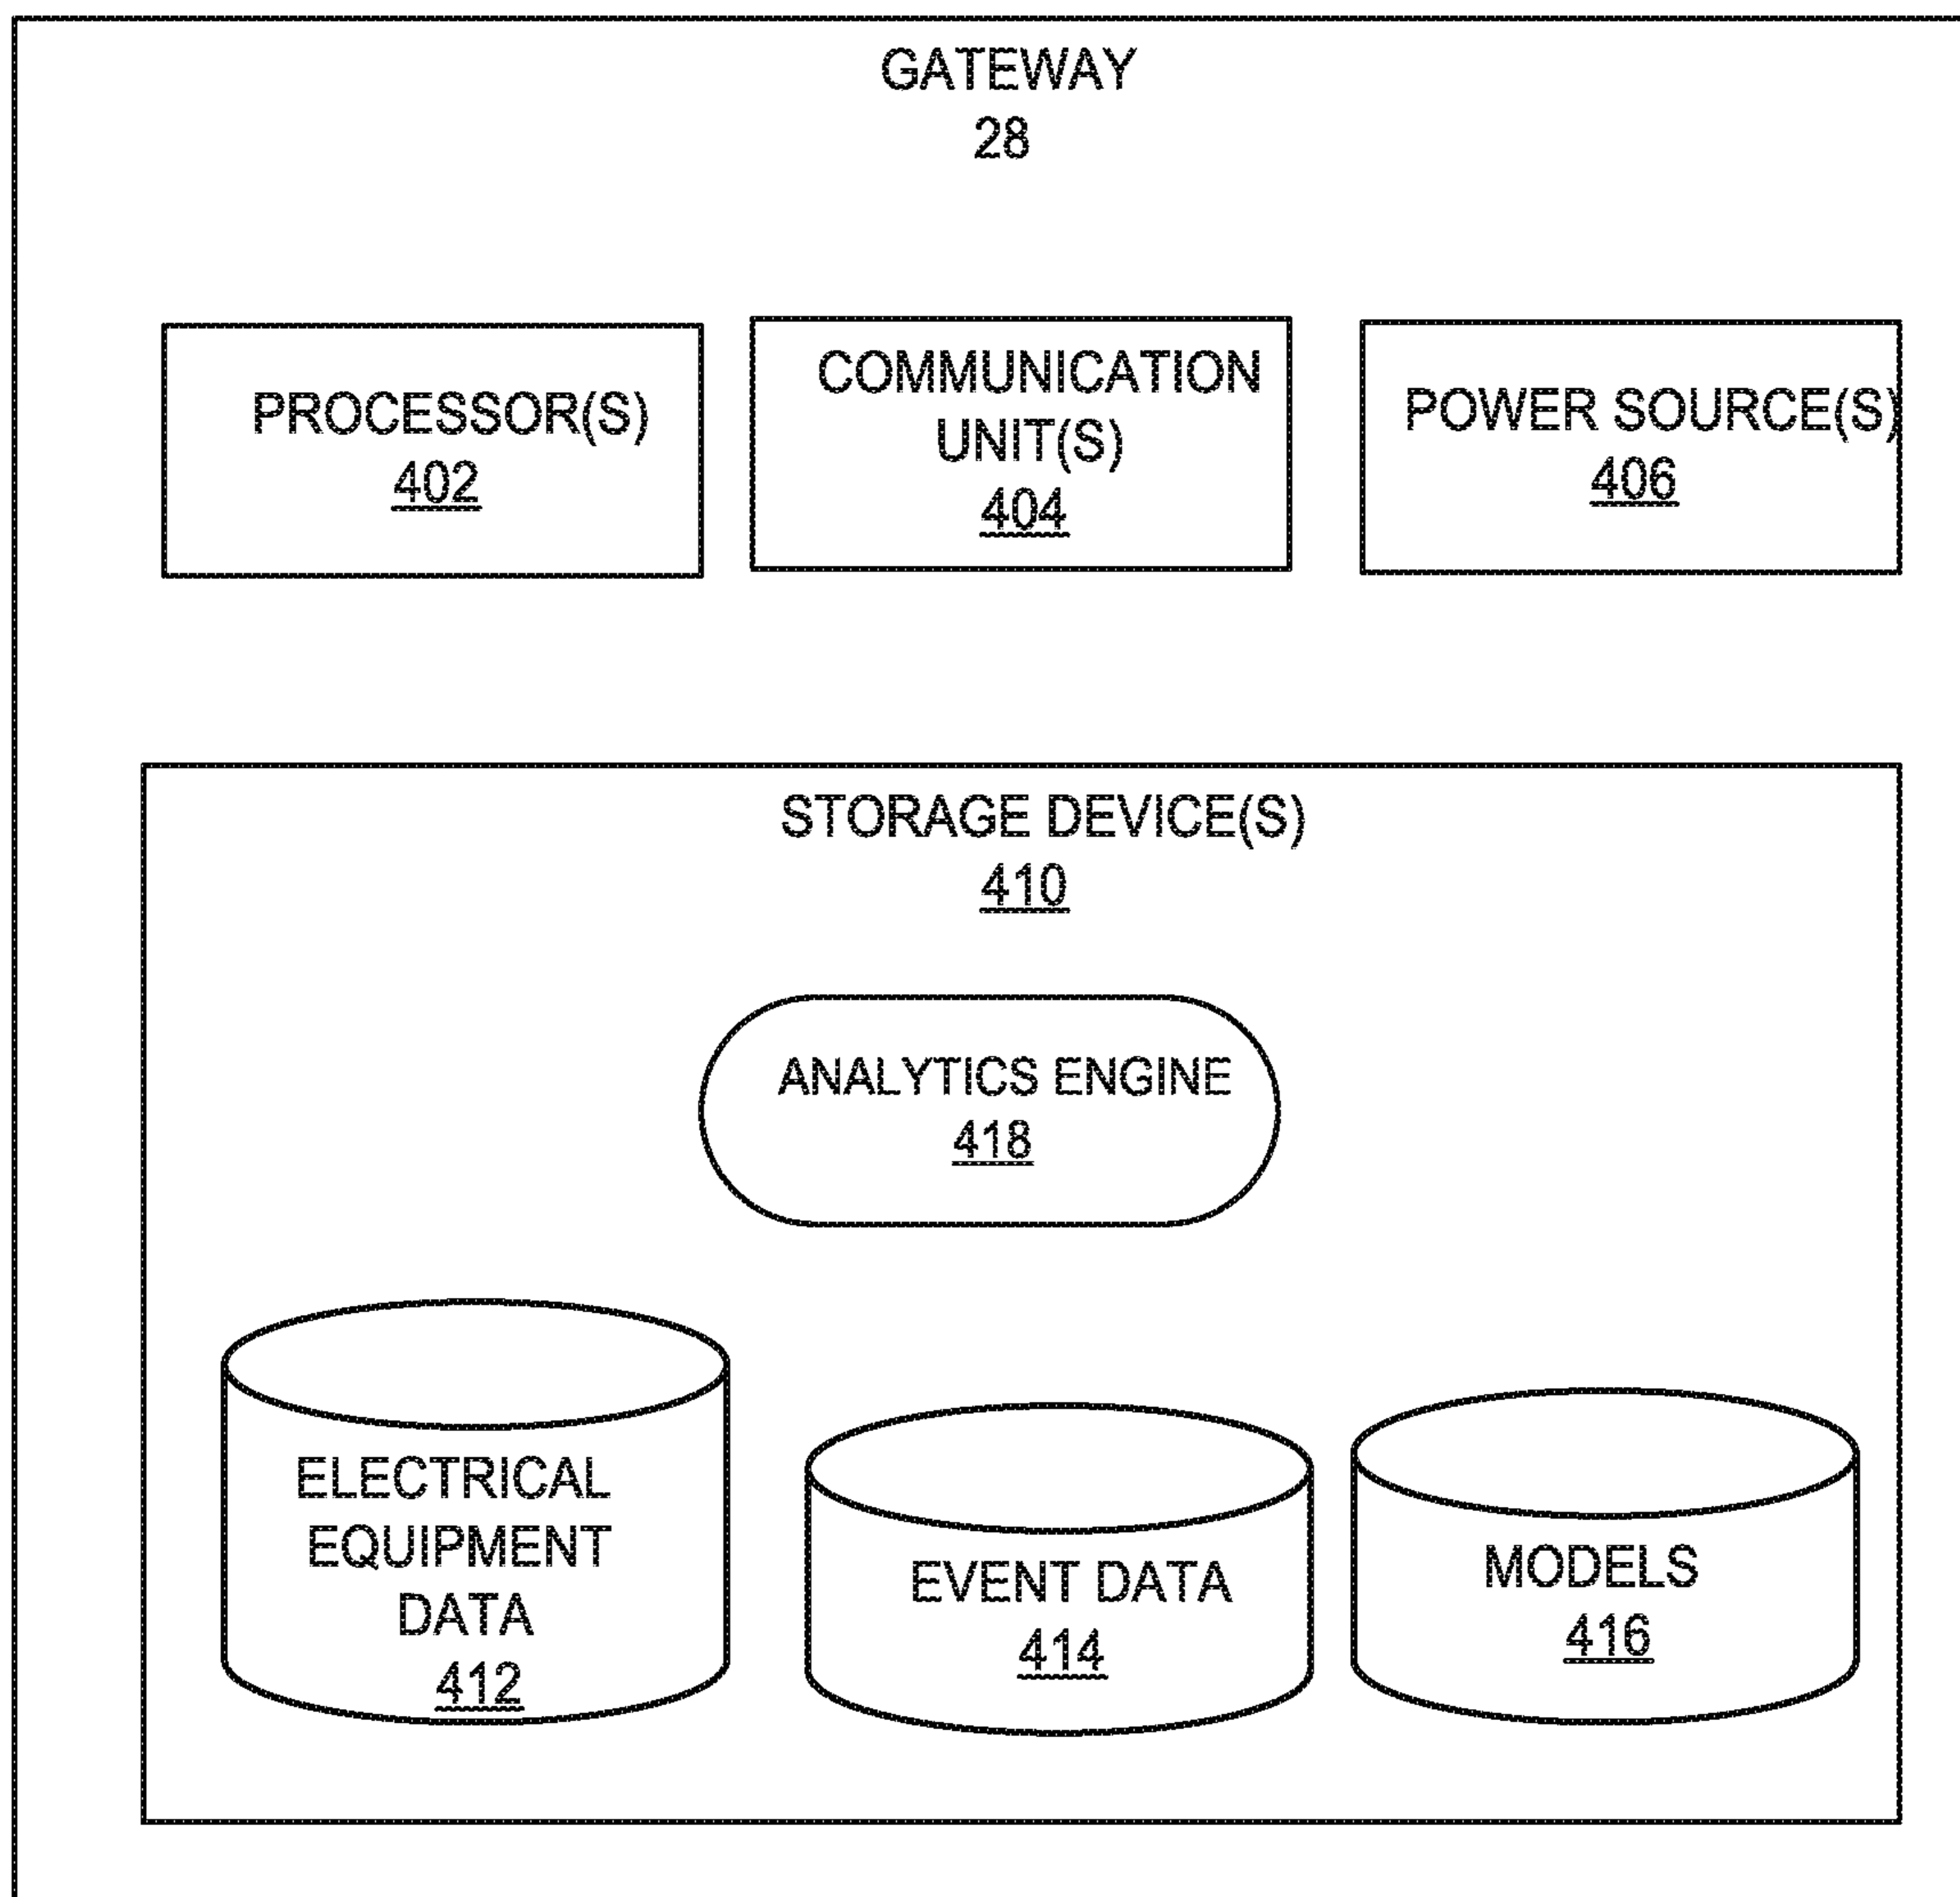 GATEWAY
28
PROCESSOR(S)
402
COMMUNICATION
UNIT(S)
404
POWER SOURCE(S)
406
STORAGE DEVICE(S)
410
ANALYTICS ENGINE
418
ELECTRICAL
EQUIPMENT
DATA
412
EVENT DATA
414
MODELS
416